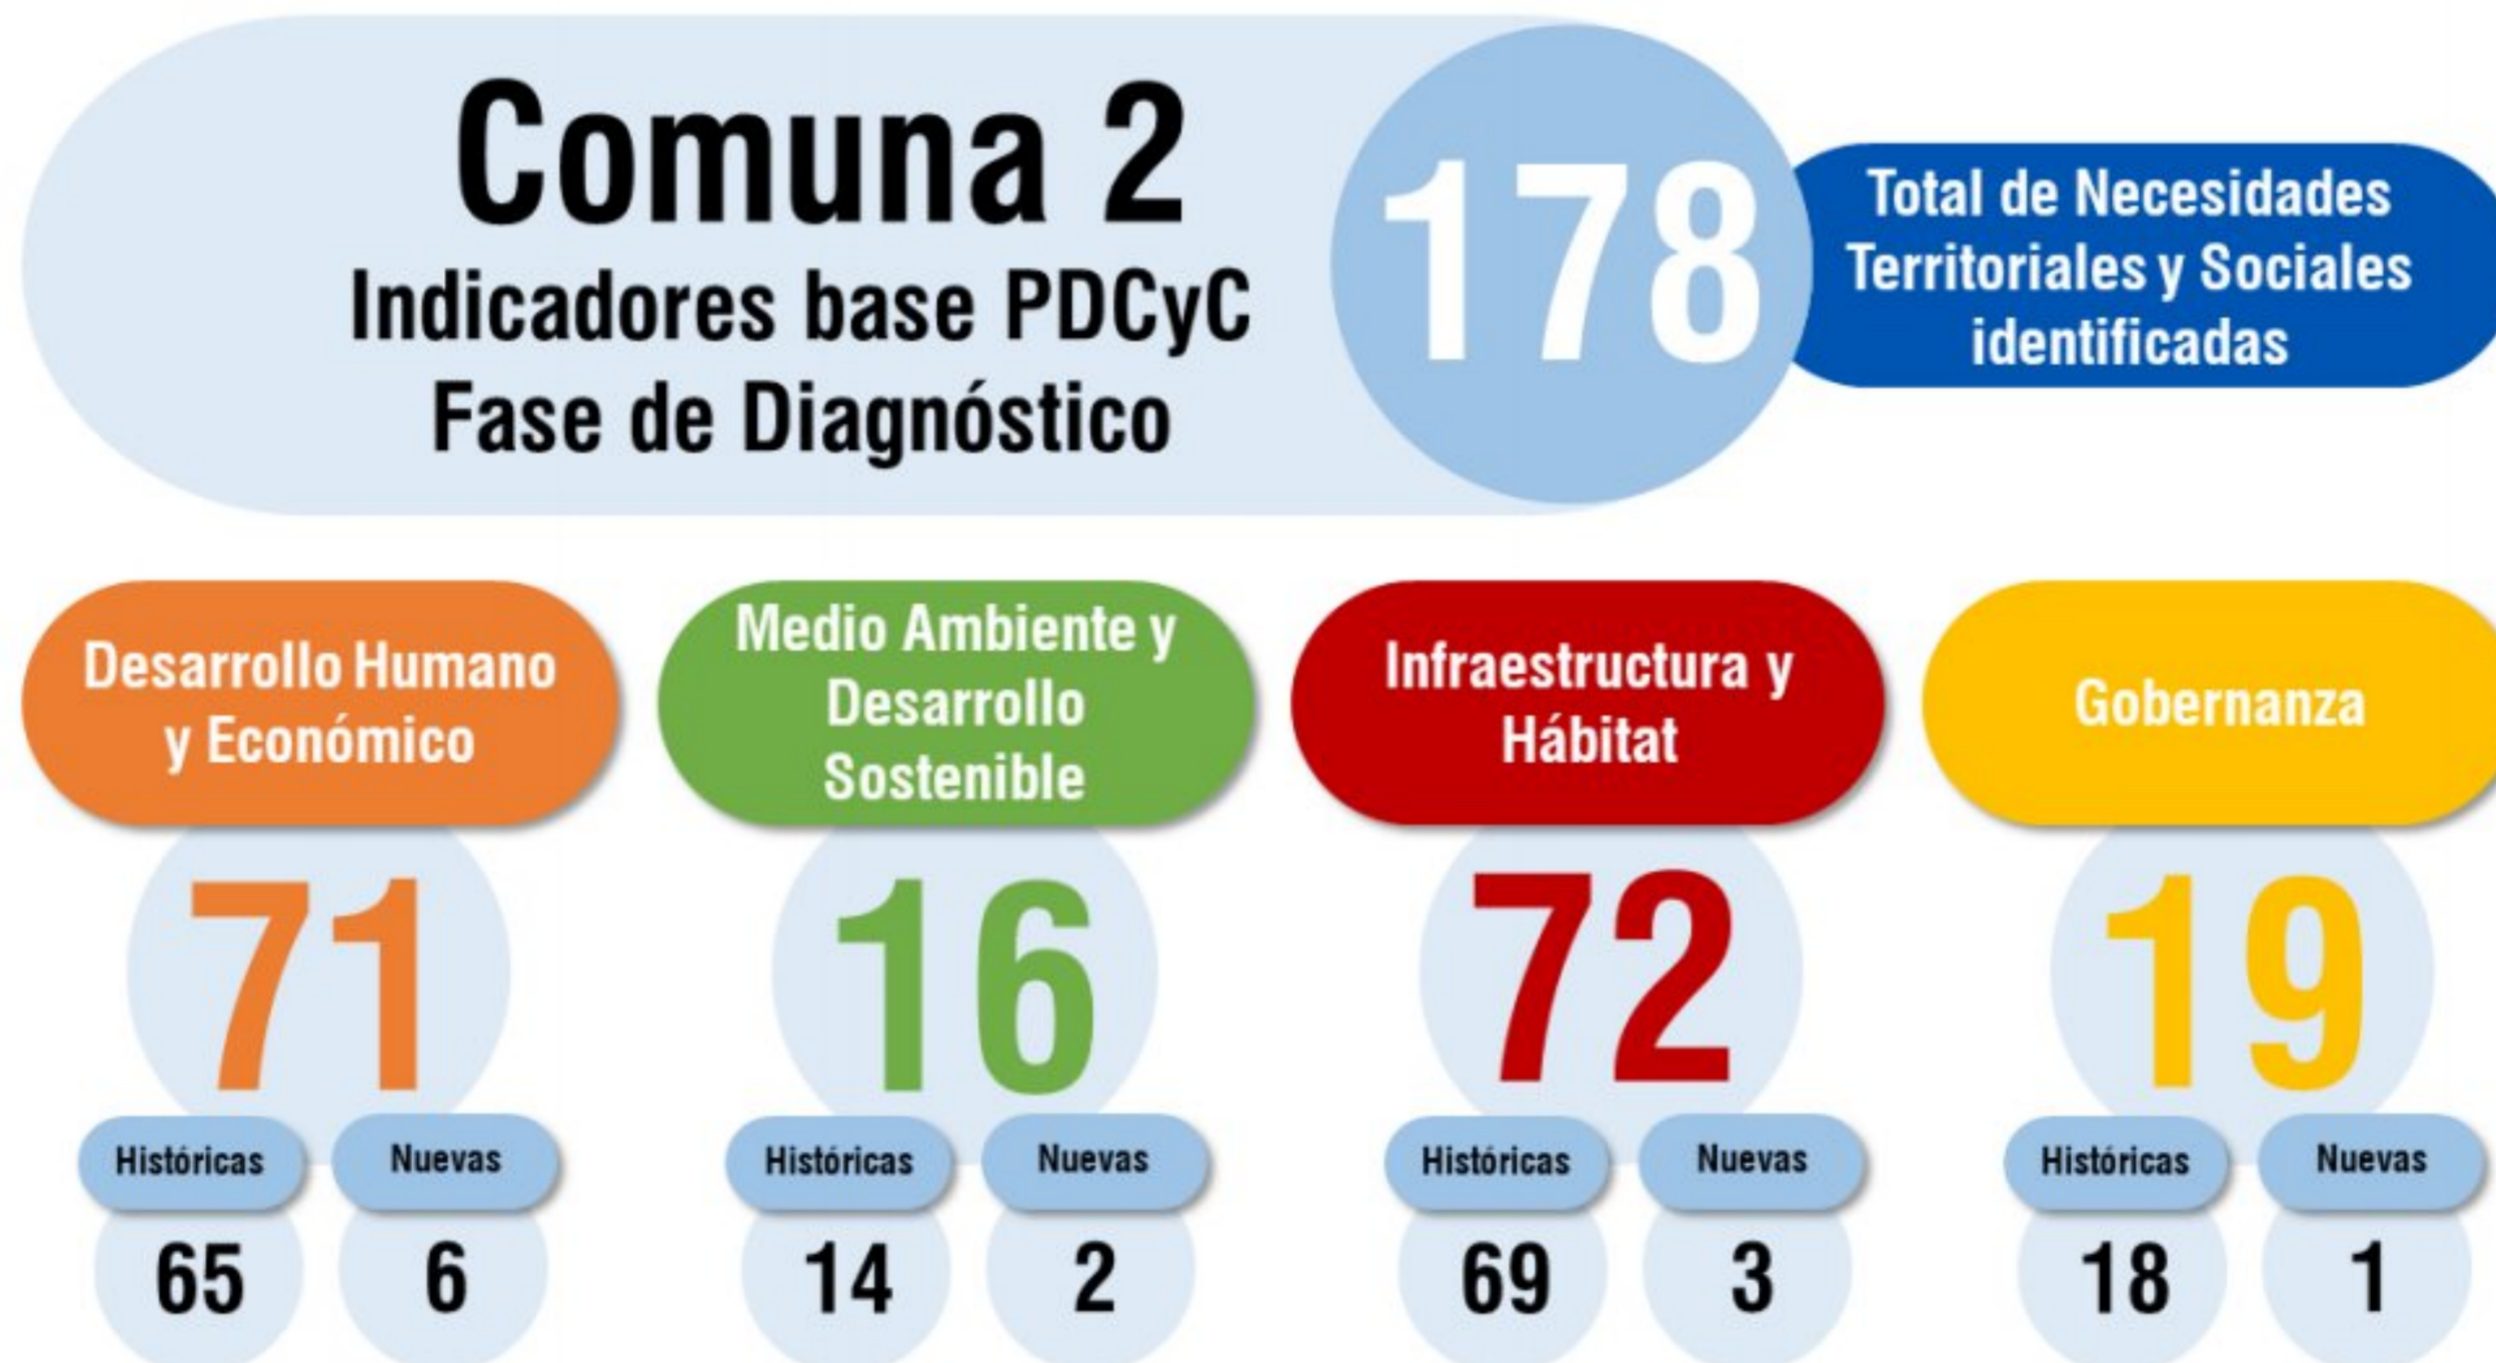 Comuna 2
Indicadores base PDCyC
Fase de Diagnóstico
178
Total de Necesidades
Territoriales y Sociales
identificadas
Desarrollo Humano
y Económico
71
Históricas
Nuevas
65
6
Medio Ambiente y
Desarrollo
Sostenible
16
Históricas
Nuevas
14
2
Infraestructura y
Hábitat
72
Históricas
Nuevas
69
3
Gobernanza
19
Históricas
Nuevas
18
1